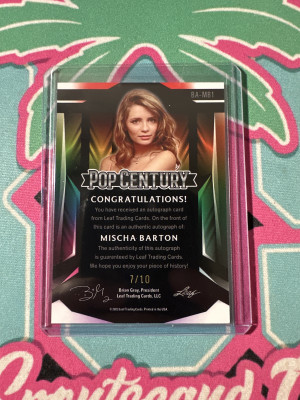 BA-MB1
POP CENTURY
CONGRATULATIONS!
You have received an autograph card
from Leaf Trading Cards. On the front of
this card is an authentic autograph of:
MISCHA BARTON
The authenticity of this autograph
is guaranteed by Leaf Trading Cards.
We hope you enjoy your piece of history!
7/10
Brian Gray, President
Leaf Trading Cards, LLC
Leaf